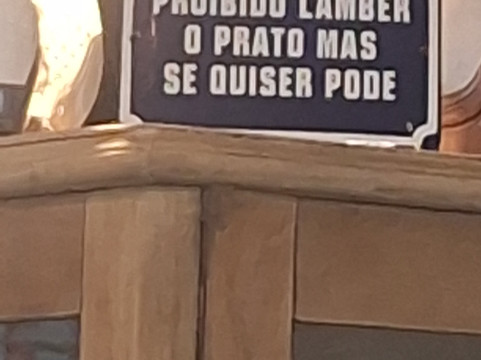 PROIBIDO LAMBER
O PRATO MAS
SE QUISER PODE